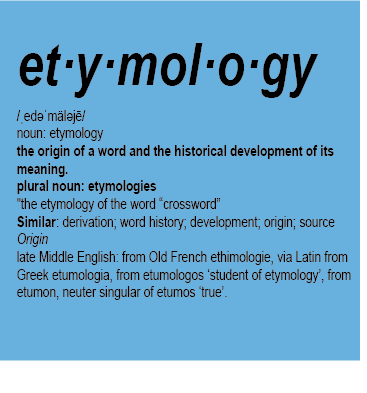 et·y·mol·o·gy
/ˌedəˈmäləjē/
noun: etymology
the origin of a word and the historical development of its
meaning.
plural noun: etymologies
"the etymology of the word “crossword”
Similar: derivation; word history; development; origin; source
Origin
late Middle English: from Old French ethimologie, via Latin from
Greek etumologia, from etumologos ‘student of etymology’, from
etumon, neuter singular of etumos ‘true’.